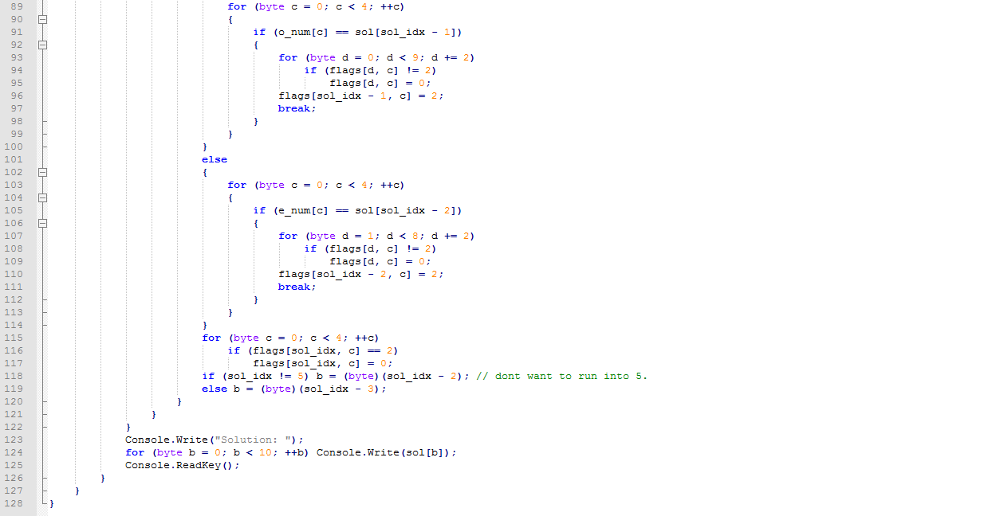 89 for (byte c = 0; c < 4; ++c)
90 {
91 if (o_num[c] == sol[sol_idx - 1])
92 {
93 for (byte d = 0; d < 9; d += 2)
94 if (flags[d, c] != 2)
95 flags[d, c] = 0;
96 flags[sol_idx - 1, c] = 2;
97 break;
98 }
99 }
100 }
101 else
102 {
103 for (byte c = 0; c < 4; ++c)
104 {
105 if (e_num[c] == sol[sol_idx - 2])
106 {
107 for (byte d = 1; d < 8; d += 2)
108 if (flags[d, c] != 2)
109 flags[d, c] = 0;
110 flags[sol_idx - 2, c] = 2;
111 break;
112 }
113 }
114 }
115 for (byte c = 0; c < 4; ++c)
116 if (flags[sol_idx, c] == 2)
117 flags[sol_idx, c] = 0;
118 if (sol_idx != 5) b = (byte)(sol_idx - 2); // dont want to run into 5.
119 else b = (byte)(sol_idx - 3);
120 }
121 }
122 }
123 Console.Write("Solution: ");
124 for (byte b = 0; b < 10; ++b) Console.Write(sol[b]);
125 Console.ReadKey();
126 }
127 }
128 }